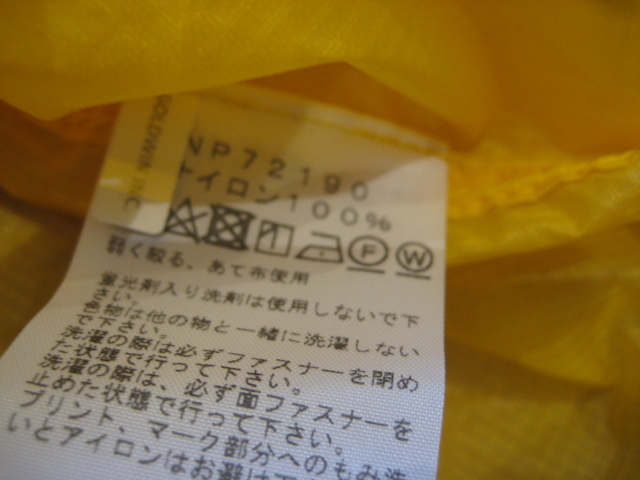 GOLDWIN INC
NP72190
ナイロン100%
F W
弱く絞る、あて布使用
蛍光剤入り洗剤は使用しないで下
さい。
色物は他の物と一緒に洗濯しない
で下さい。
洗濯の際は必ずファスナーを閉め
た状態で行って下さい。
洗濯の際は、必ず面ファスナーを
止めた状態で行って下さい。
プリント、マーク部分へのもみ洗
いとアイロンはお避け下